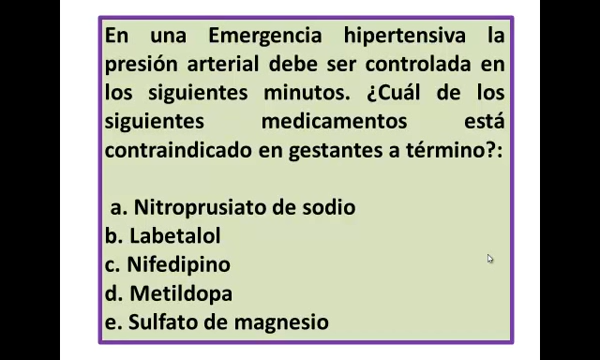 En una Emergencia hipertensiva la
presión arterial debe ser controlada en
los siguientes minutos. ¿Cuál de los
siguientes medicamentos está
contraindicado en gestantes a término?:
a. Nitroprusiato de sodio
b. Labetalol
c. Nifedipino
d. Metildopa
e. Sulfato de magnesio